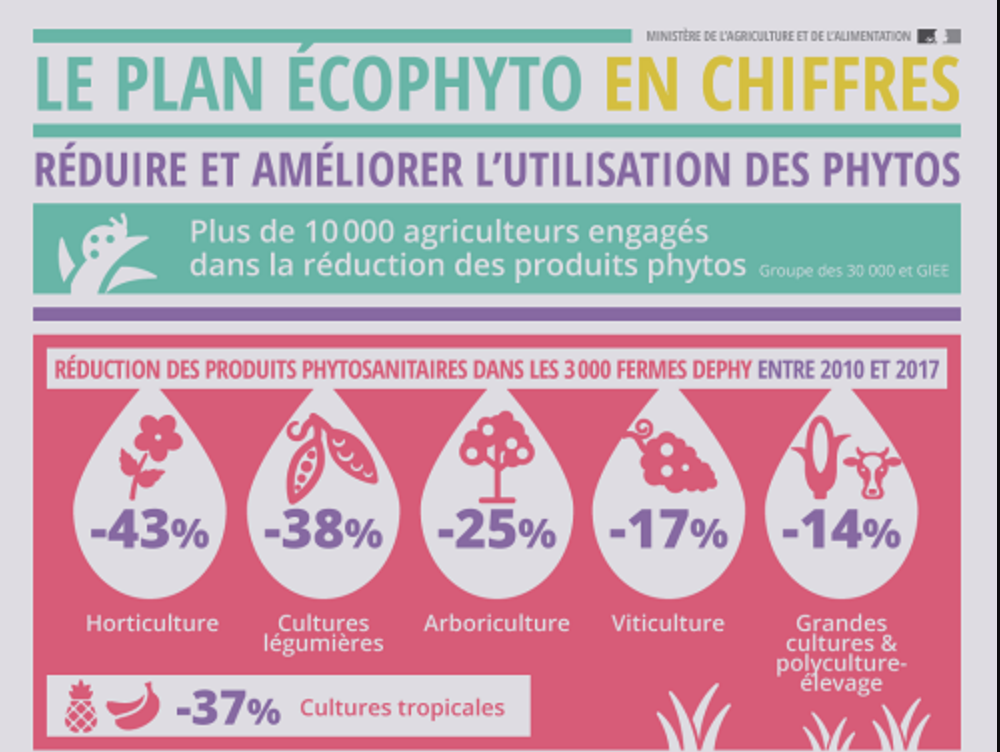 MINISTÈRE DE L'AGRICULTURE ET DE L'ALIMENTATION
LE PLAN ÉCOPHYTO EN CHIFFRES
RÉDUIRE ET AMÉLIORER L'UTILISATION DES PHYTOS
Plus de 10 000 agriculteurs engagés
dans la réduction des produits phytos Groupe des 30 000 et GIEE
RÉDUCTION DES PRODUITS PHYTOSANITAIRES DANS LES 3 000 FERMES DEPHY ENTRE 2010 ET 2017
-43%
Horticulture
-38%
Cultures
légumières
-25%
Arboriculture
-17%
Viticulture
-14%
Grandes
cultures &
polyculture-
élevage
-37% Cultures tropicales